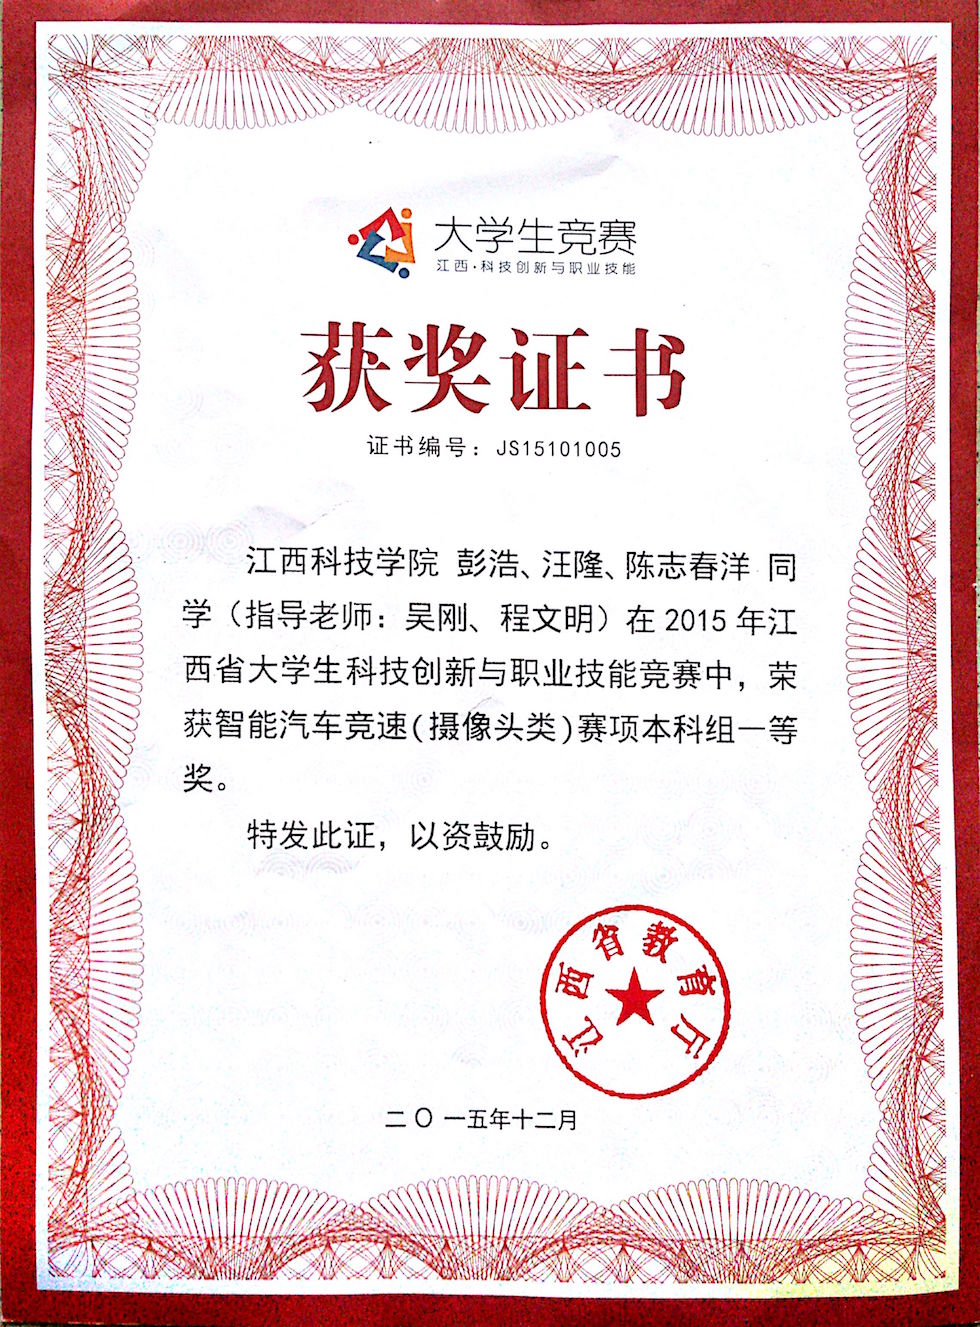 大学生竞赛
江西·科技创新与职业技能
获奖证书
证书编号：JS15101005
江西科技学院 彭浩、汪隆、陈志春洋 同
学（指导老师：吴刚、程文明）在 2015 年江
西省大学生科技创新与职业技能竞赛中，荣
获智能汽车竞速(摄像头类)赛项本科组一等
奖。
特发此证，以资鼓励。
江西省教育厅
二〇一五年十二月